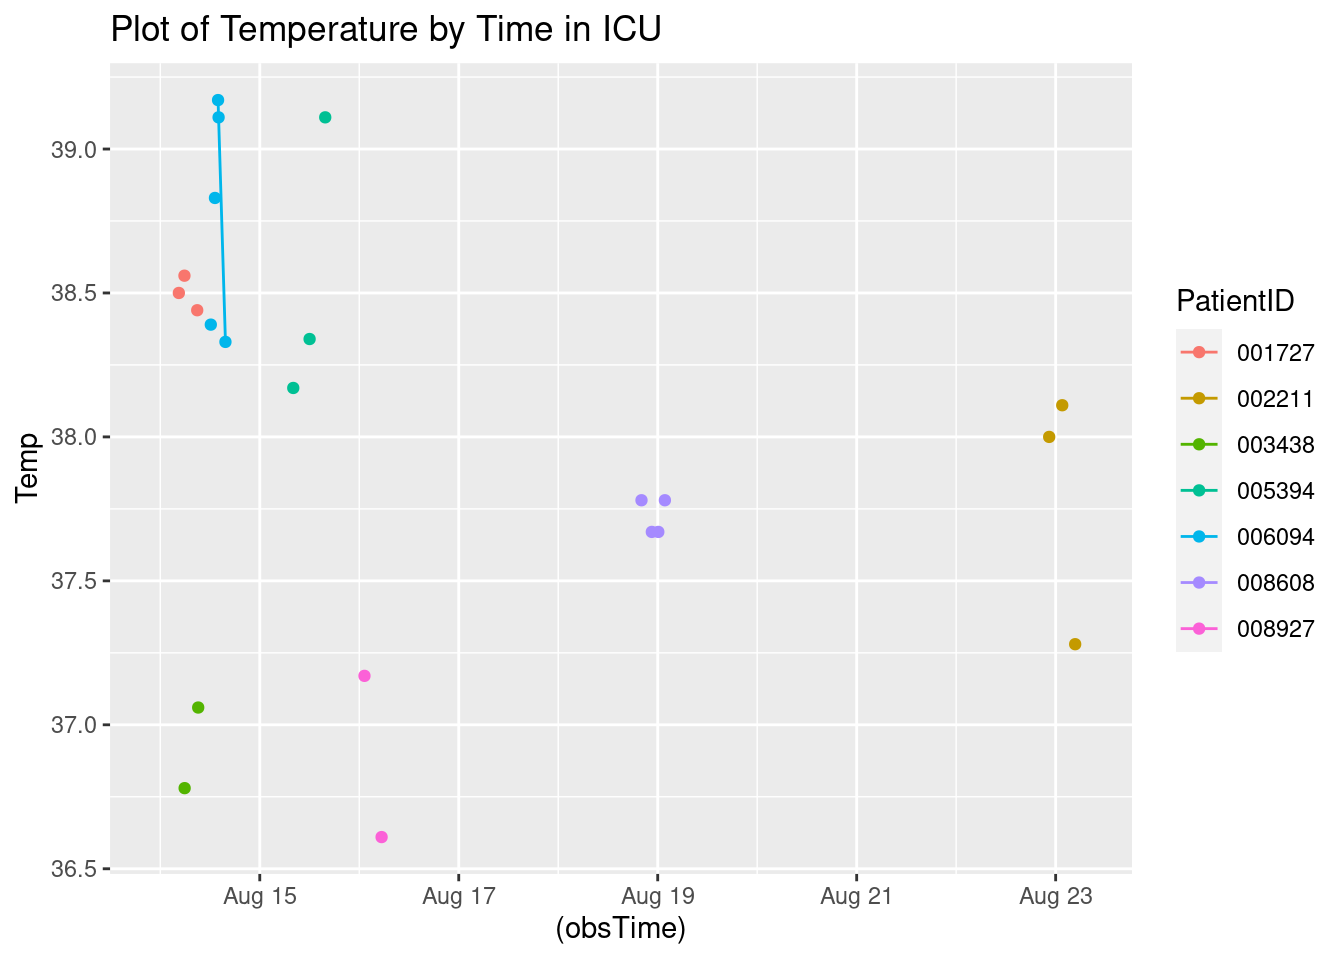 Plot of Temperature by Time in ICU
39.0
38.5
38.0
37.5
37.0
36.5
Temp
Aug 15 Aug 17 Aug 19 Aug 21 Aug 23
(obsTime)
PatientID
001727
002211
003438
005394
006094
008608
008927